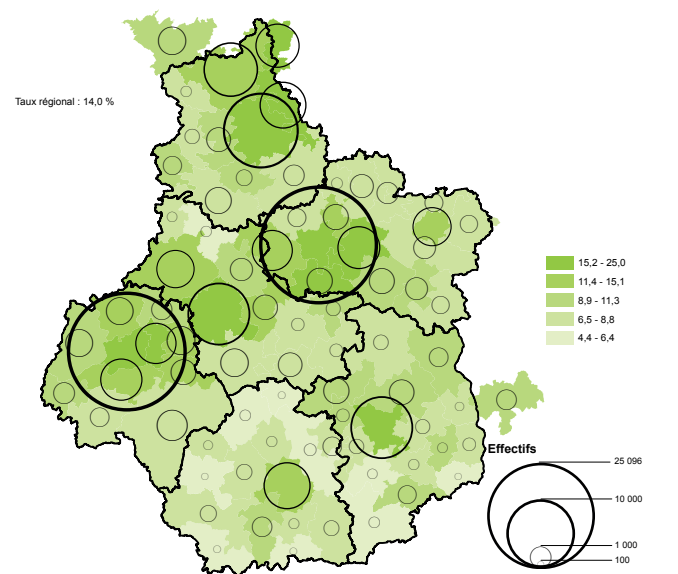 Taux régional : 14,0 %
15,2 - 25,0
11,4 - 15,1
8,9 - 11,3
6,5 - 8,8
4,4 - 6,4
Effectifs
25 096
10 000
1 000
100